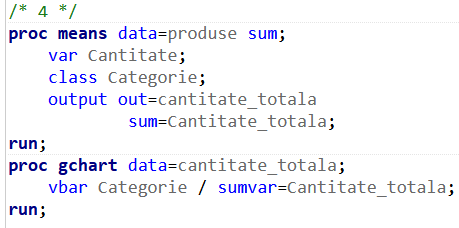 /* 4 */
proc means data=produse sum;
    var Cantitate;
    class Categorie;
    output out=cantitate_totala
           sum=Cantitate_totala;
run;
proc gchart data=cantitate_totala;
    vbar Categorie / sumvar=Cantitate_totala;
run;